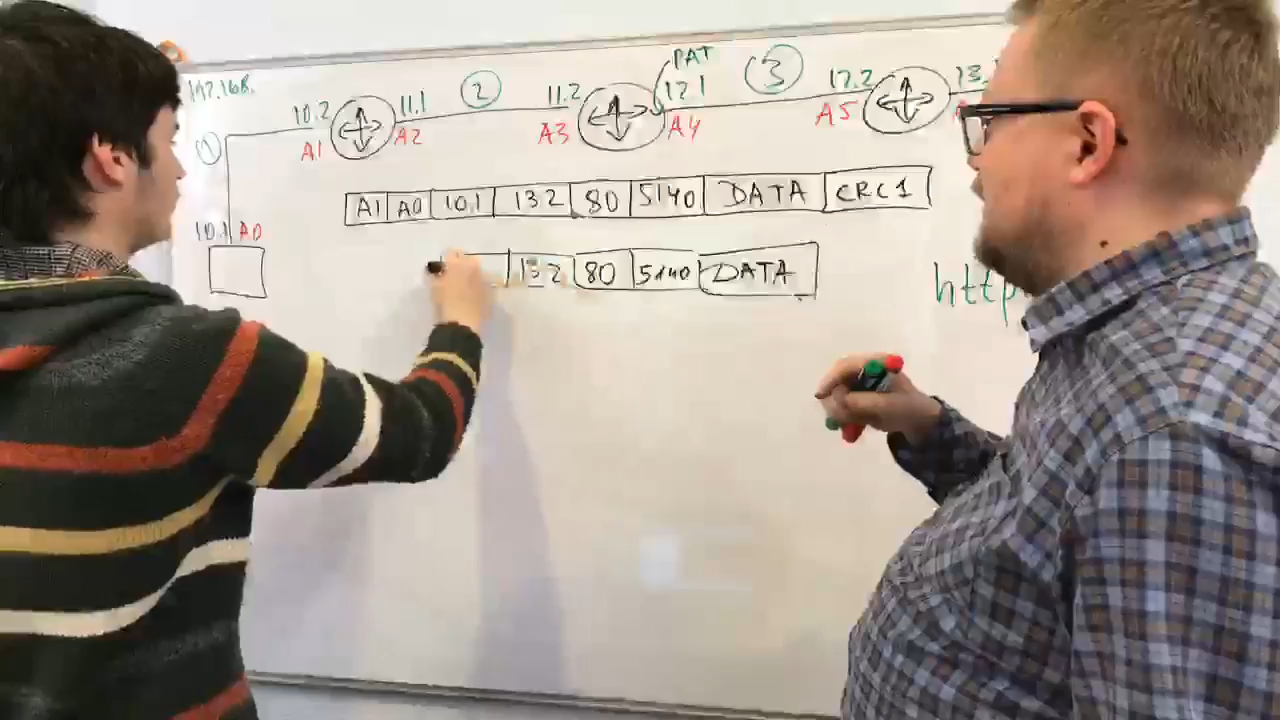 192.168.
10.2
11.1
2
11.2
PAT
12.1
3
12.2
A1
A2
A3
A4
A5
1
10.1 A0
A1 A0 10.1 13.2 80 5140 DATA CRC1
13.2 80 5140 DATA
http